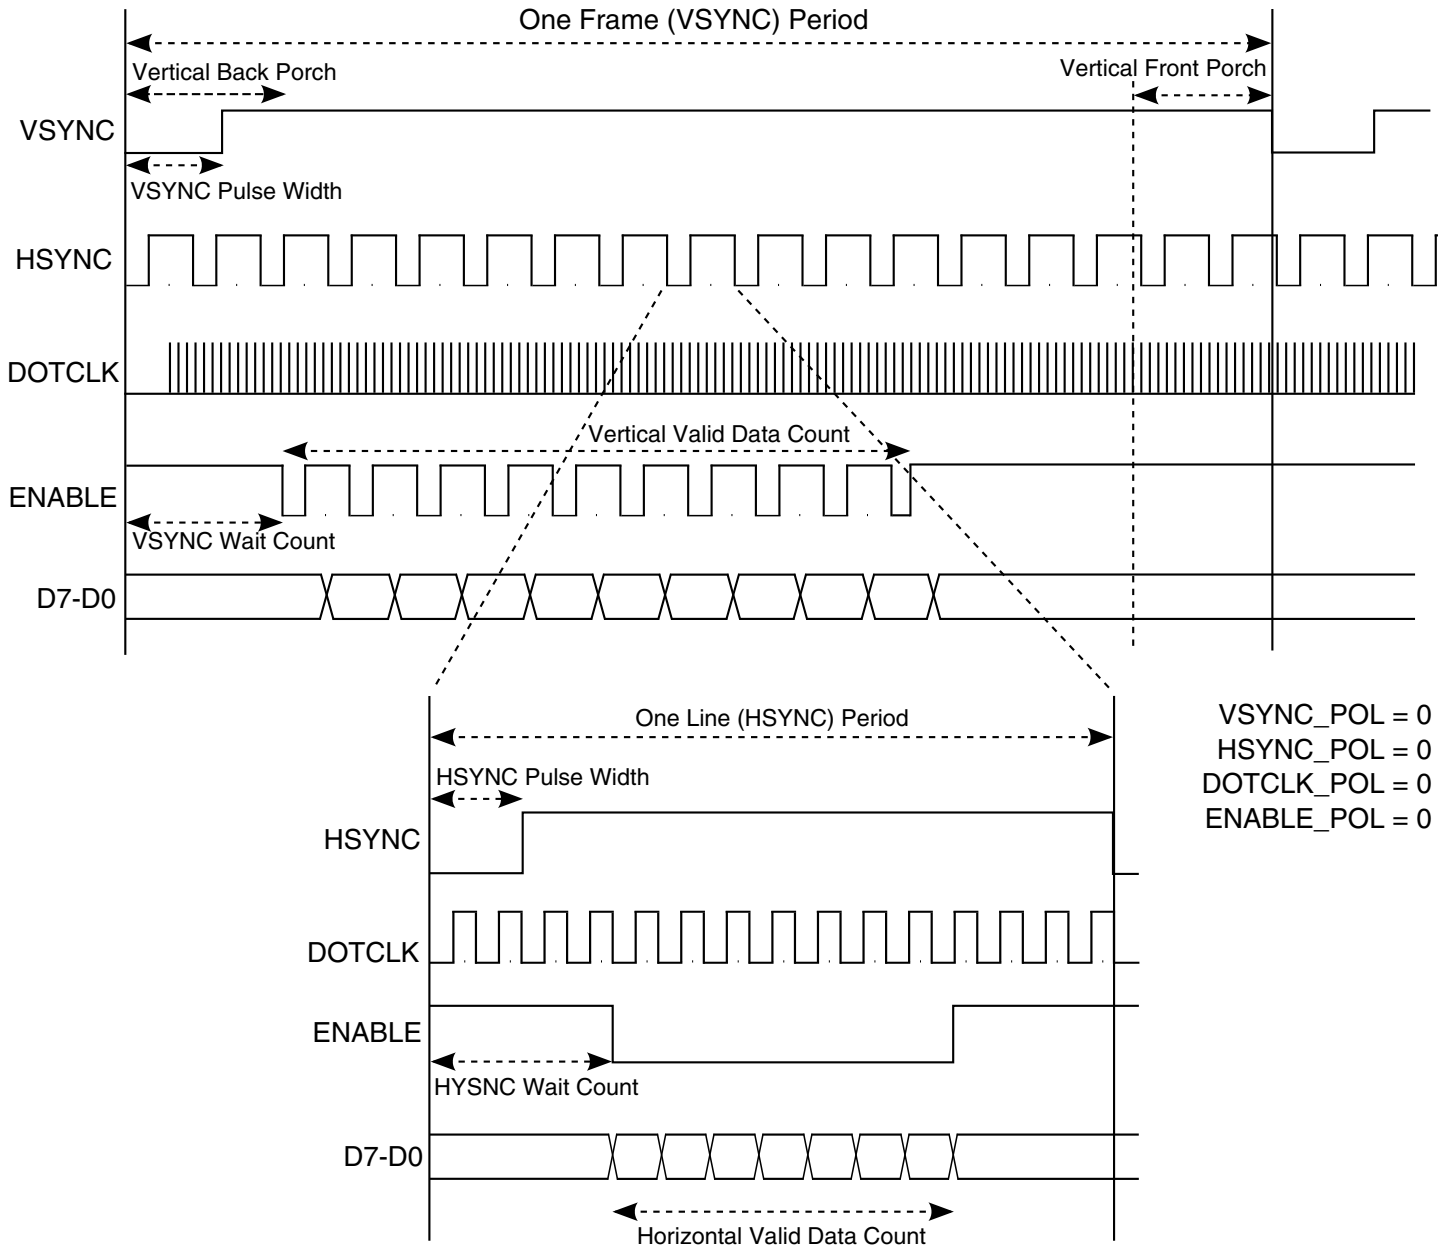 One Frame (VSYNC) Period
Vertical Back Porch
Vertical Front Porch
VSYNC
VSYNC Pulse Width
HSYNC
DOTCLK
Vertical Valid Data Count
ENABLE
VSYNC Wait Count
D7-D0
One Line (HSYNC) Period
VSYNC_POL = 0
HSYNC_POL = 0
DOTCLK_POL = 0
ENABLE_POL = 0
HSYNC Pulse Width
HSYNC
DOTCLK
ENABLE
HYSNC Wait Count
D7-D0
Horizontal Valid Data Count